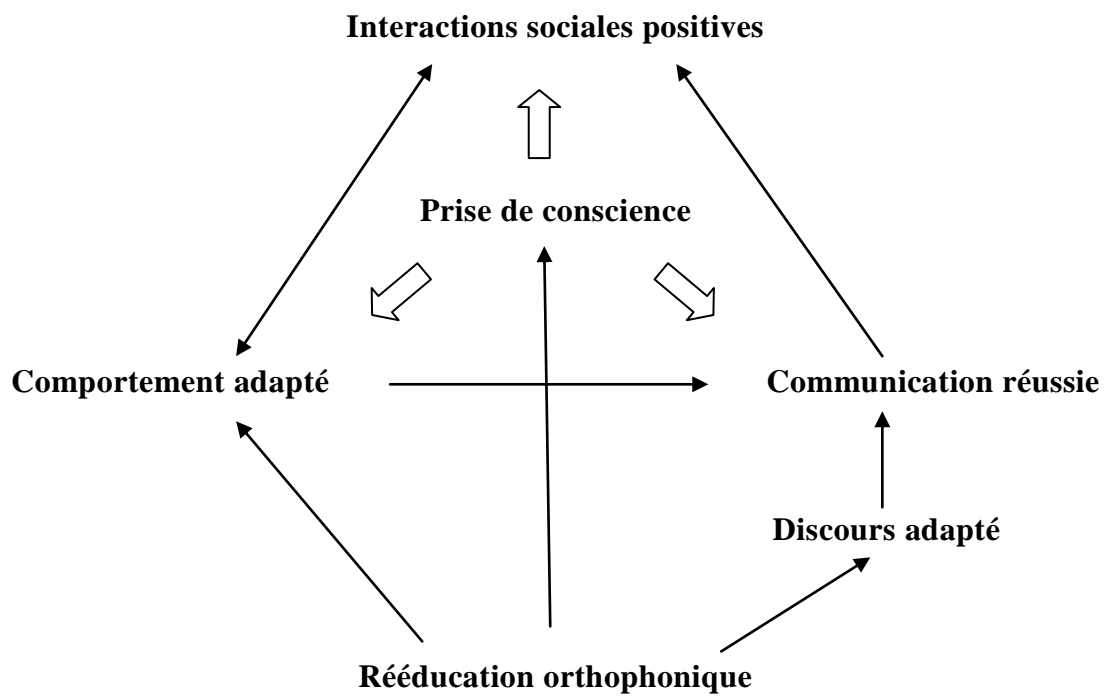 Interactions sociales positives
Prise de conscience
Comportement adapté
Communication réussie
Discours adapté
Rééducation orthophonique